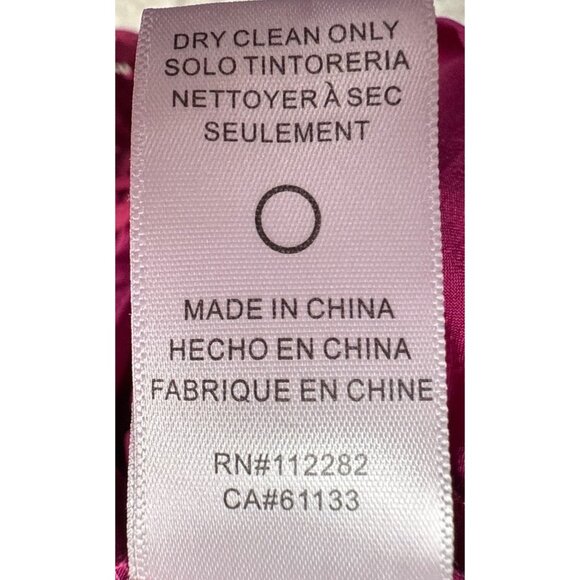 DRY CLEAN ONLY
SOLO TINTORERIA
NETTOYER À SEC
SEULEMENT
MADE IN CHINA
HECHO EN CHINA
FABRIQUE EN CHINE
RN#112282
CA#61133